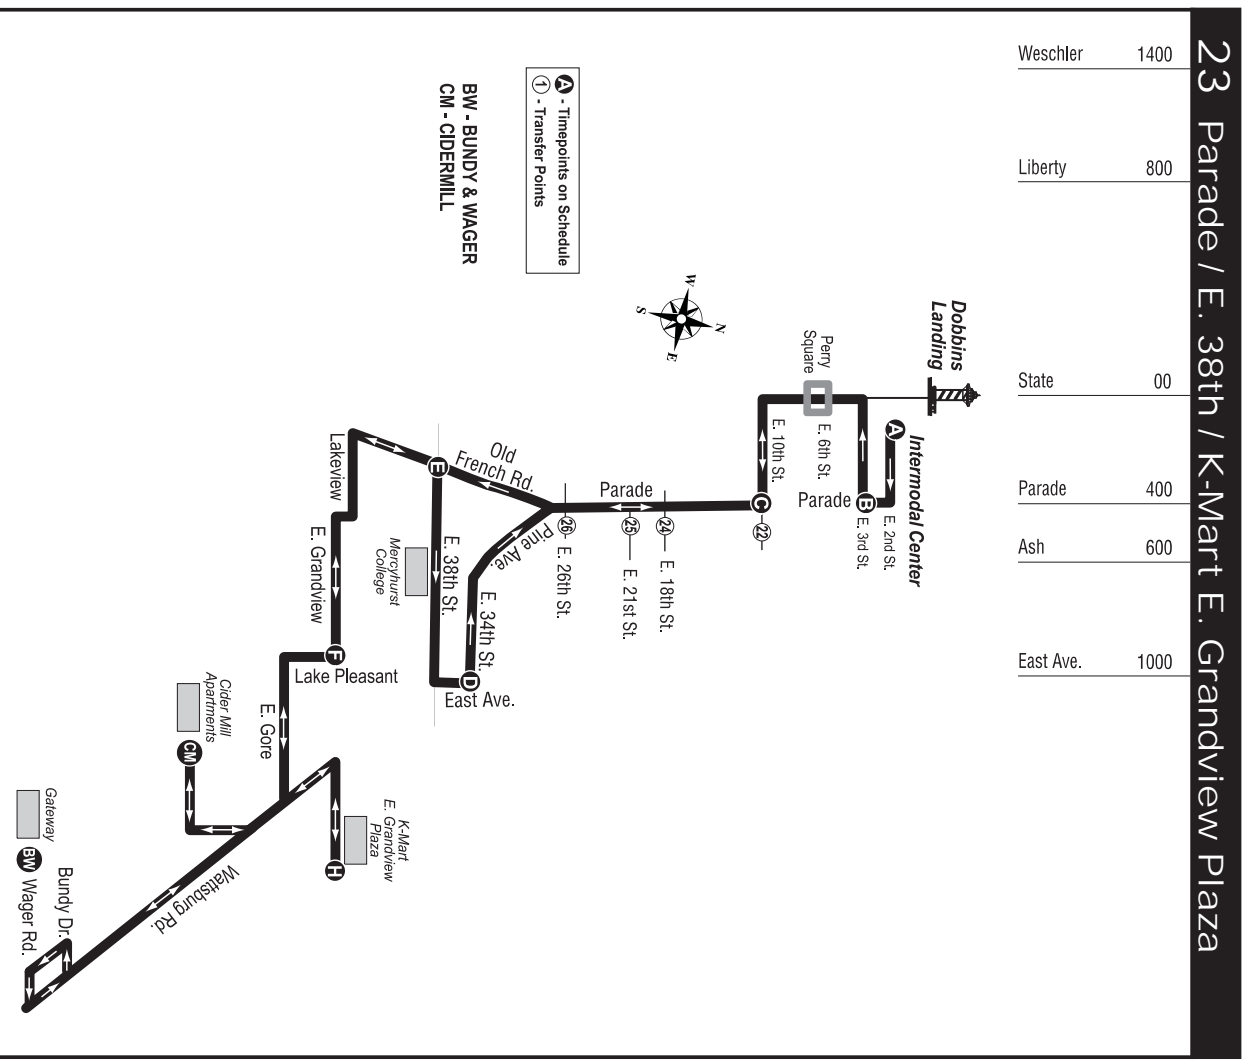 23 Parade / E. 38th / K-Mart E. Grandview Plaza
Weschler 1400
Liberty 800
State 00
Parade 400
Ash 600
East Ave. 1000
A - Timepoints on Schedule
1 - Transfer Points
BW - BUNDY & WAGER
CM - CIDERMILL
N
W
E
S
Dobbins
Landing
Intermodal Center
A
E. 2nd St.
B
E. 3rd St.
Parade
Perry
Square
E. 6th St.
E. 10th St.
C
22
Parade
24
E. 18th St.
25
E. 21st St.
26
E. 26th St.
Old
French Rd.
Pine Ave.
E. 34th St.
D
East Ave.
E
E. 38th St.
Mercyhurst
College
Lakeview
E. Grandview
F
Lake Pleasant
E. Gore
K-Mart
E. Grandview
Plaza
H
Cider Mill
Apartments
CM
Wattsburg Rd.
Bundy Dr.
Gateway
BW
Wager Rd.